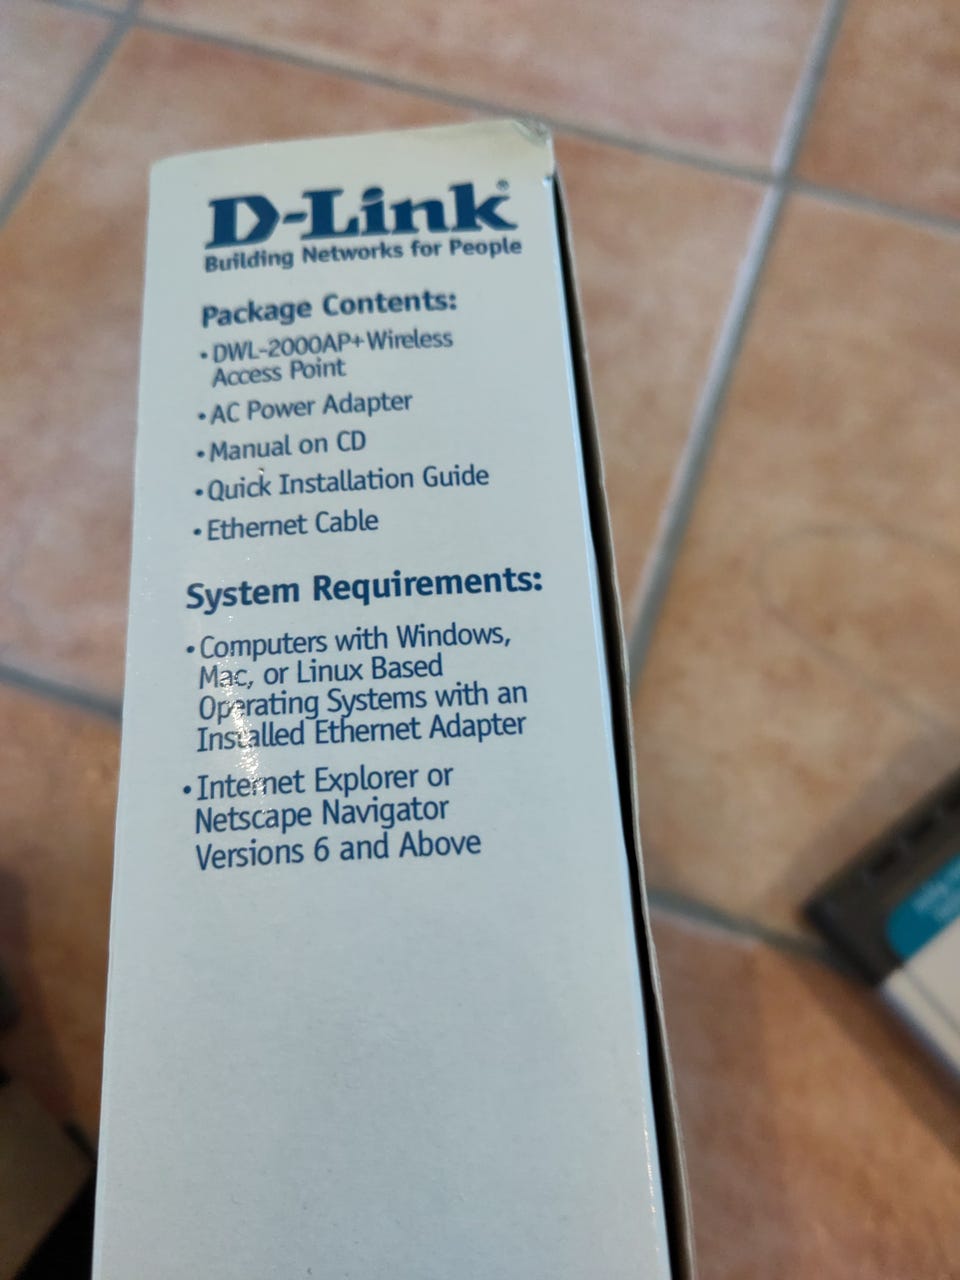 D-Link®
Building Networks for People
Package Contents:
• DWL-2000AP+ Wireless
Access Point
• AC Power Adapter
• Manual on CD
• Quick Installation Guide
• Ethernet Cable
System Requirements:
• Computers with Windows,
Mac, or Linux Based
Operating Systems with an
Installed Ethernet Adapter
• Internet Explorer or
Netscape Navigator
Versions 6 and Above